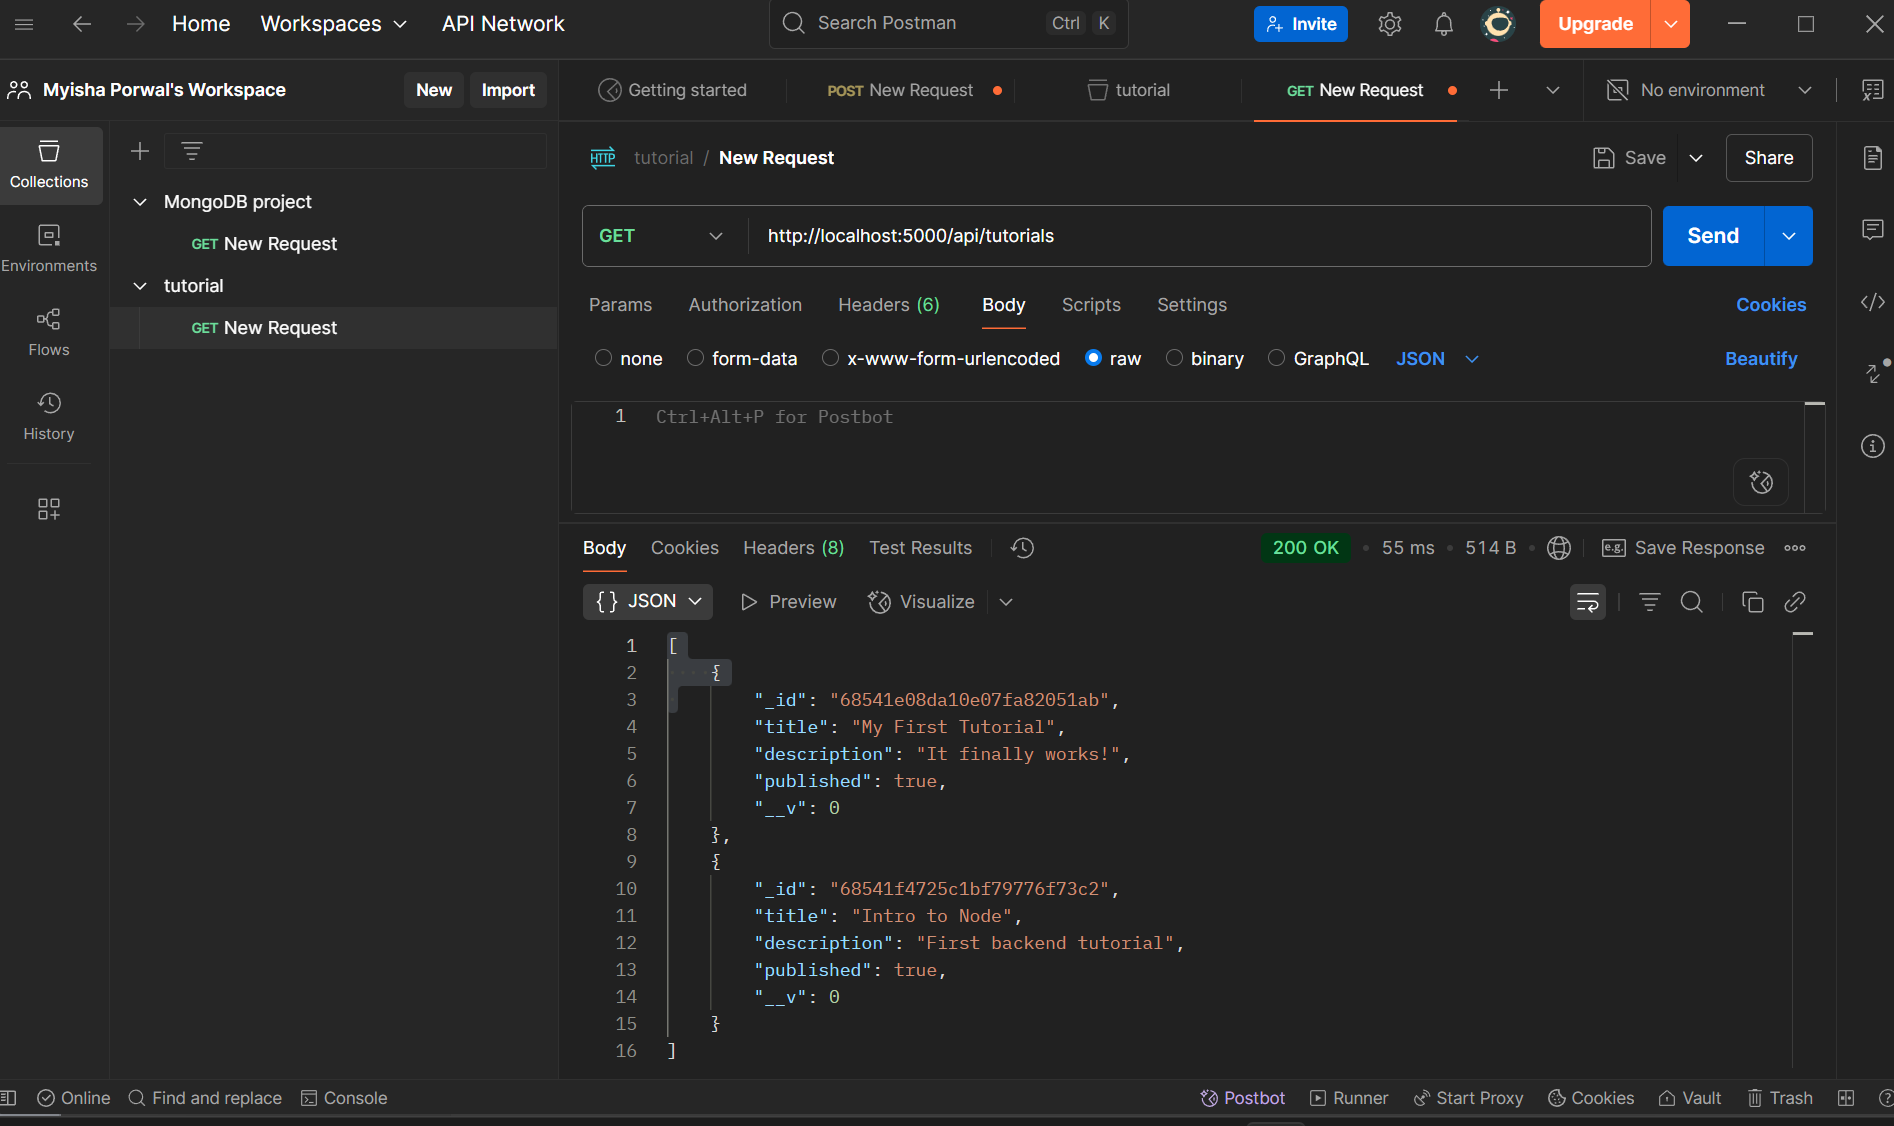 Home Workspaces API Network Search Postman Ctrl K Invite Upgrade
Myisha Porwal's Workspace New Import Getting started POST New Request tutorial GET New Request No environment
tutorial / New Request Save Share
Collections
MongoDB project
GET New Request
tutorial
GET New Request
Environments
Flows
History
HTTP
GET http://localhost:5000/api/tutorials Send
Params Authorization Headers (6) Body Scripts Settings Cookies
none form-data x-www-form-urlencoded raw binary GraphQL JSON Beautify
1 Ctrl+Alt+P for Postbot
Body Cookies Headers (8) Test Results 200 OK 55 ms 514 B e.g. Save Response
{} JSON Preview Visualize
1 [
2 {
3 "_id": "68541e08da10e07fa82051ab",
4 "title": "My First Tutorial",
5 "description": "It finally works!",
6 "published": true,
7 "__v": 0
8 },
9 {
10 "_id": "68541f4725c1bf79776f73c2",
11 "title": "Intro to Node",
12 "description": "First backend tutorial",
13 "published": true,
14 "__v": 0
15 }
16 ]
Online Find and replace Console Postbot Runner Start Proxy Cookies Vault Trash